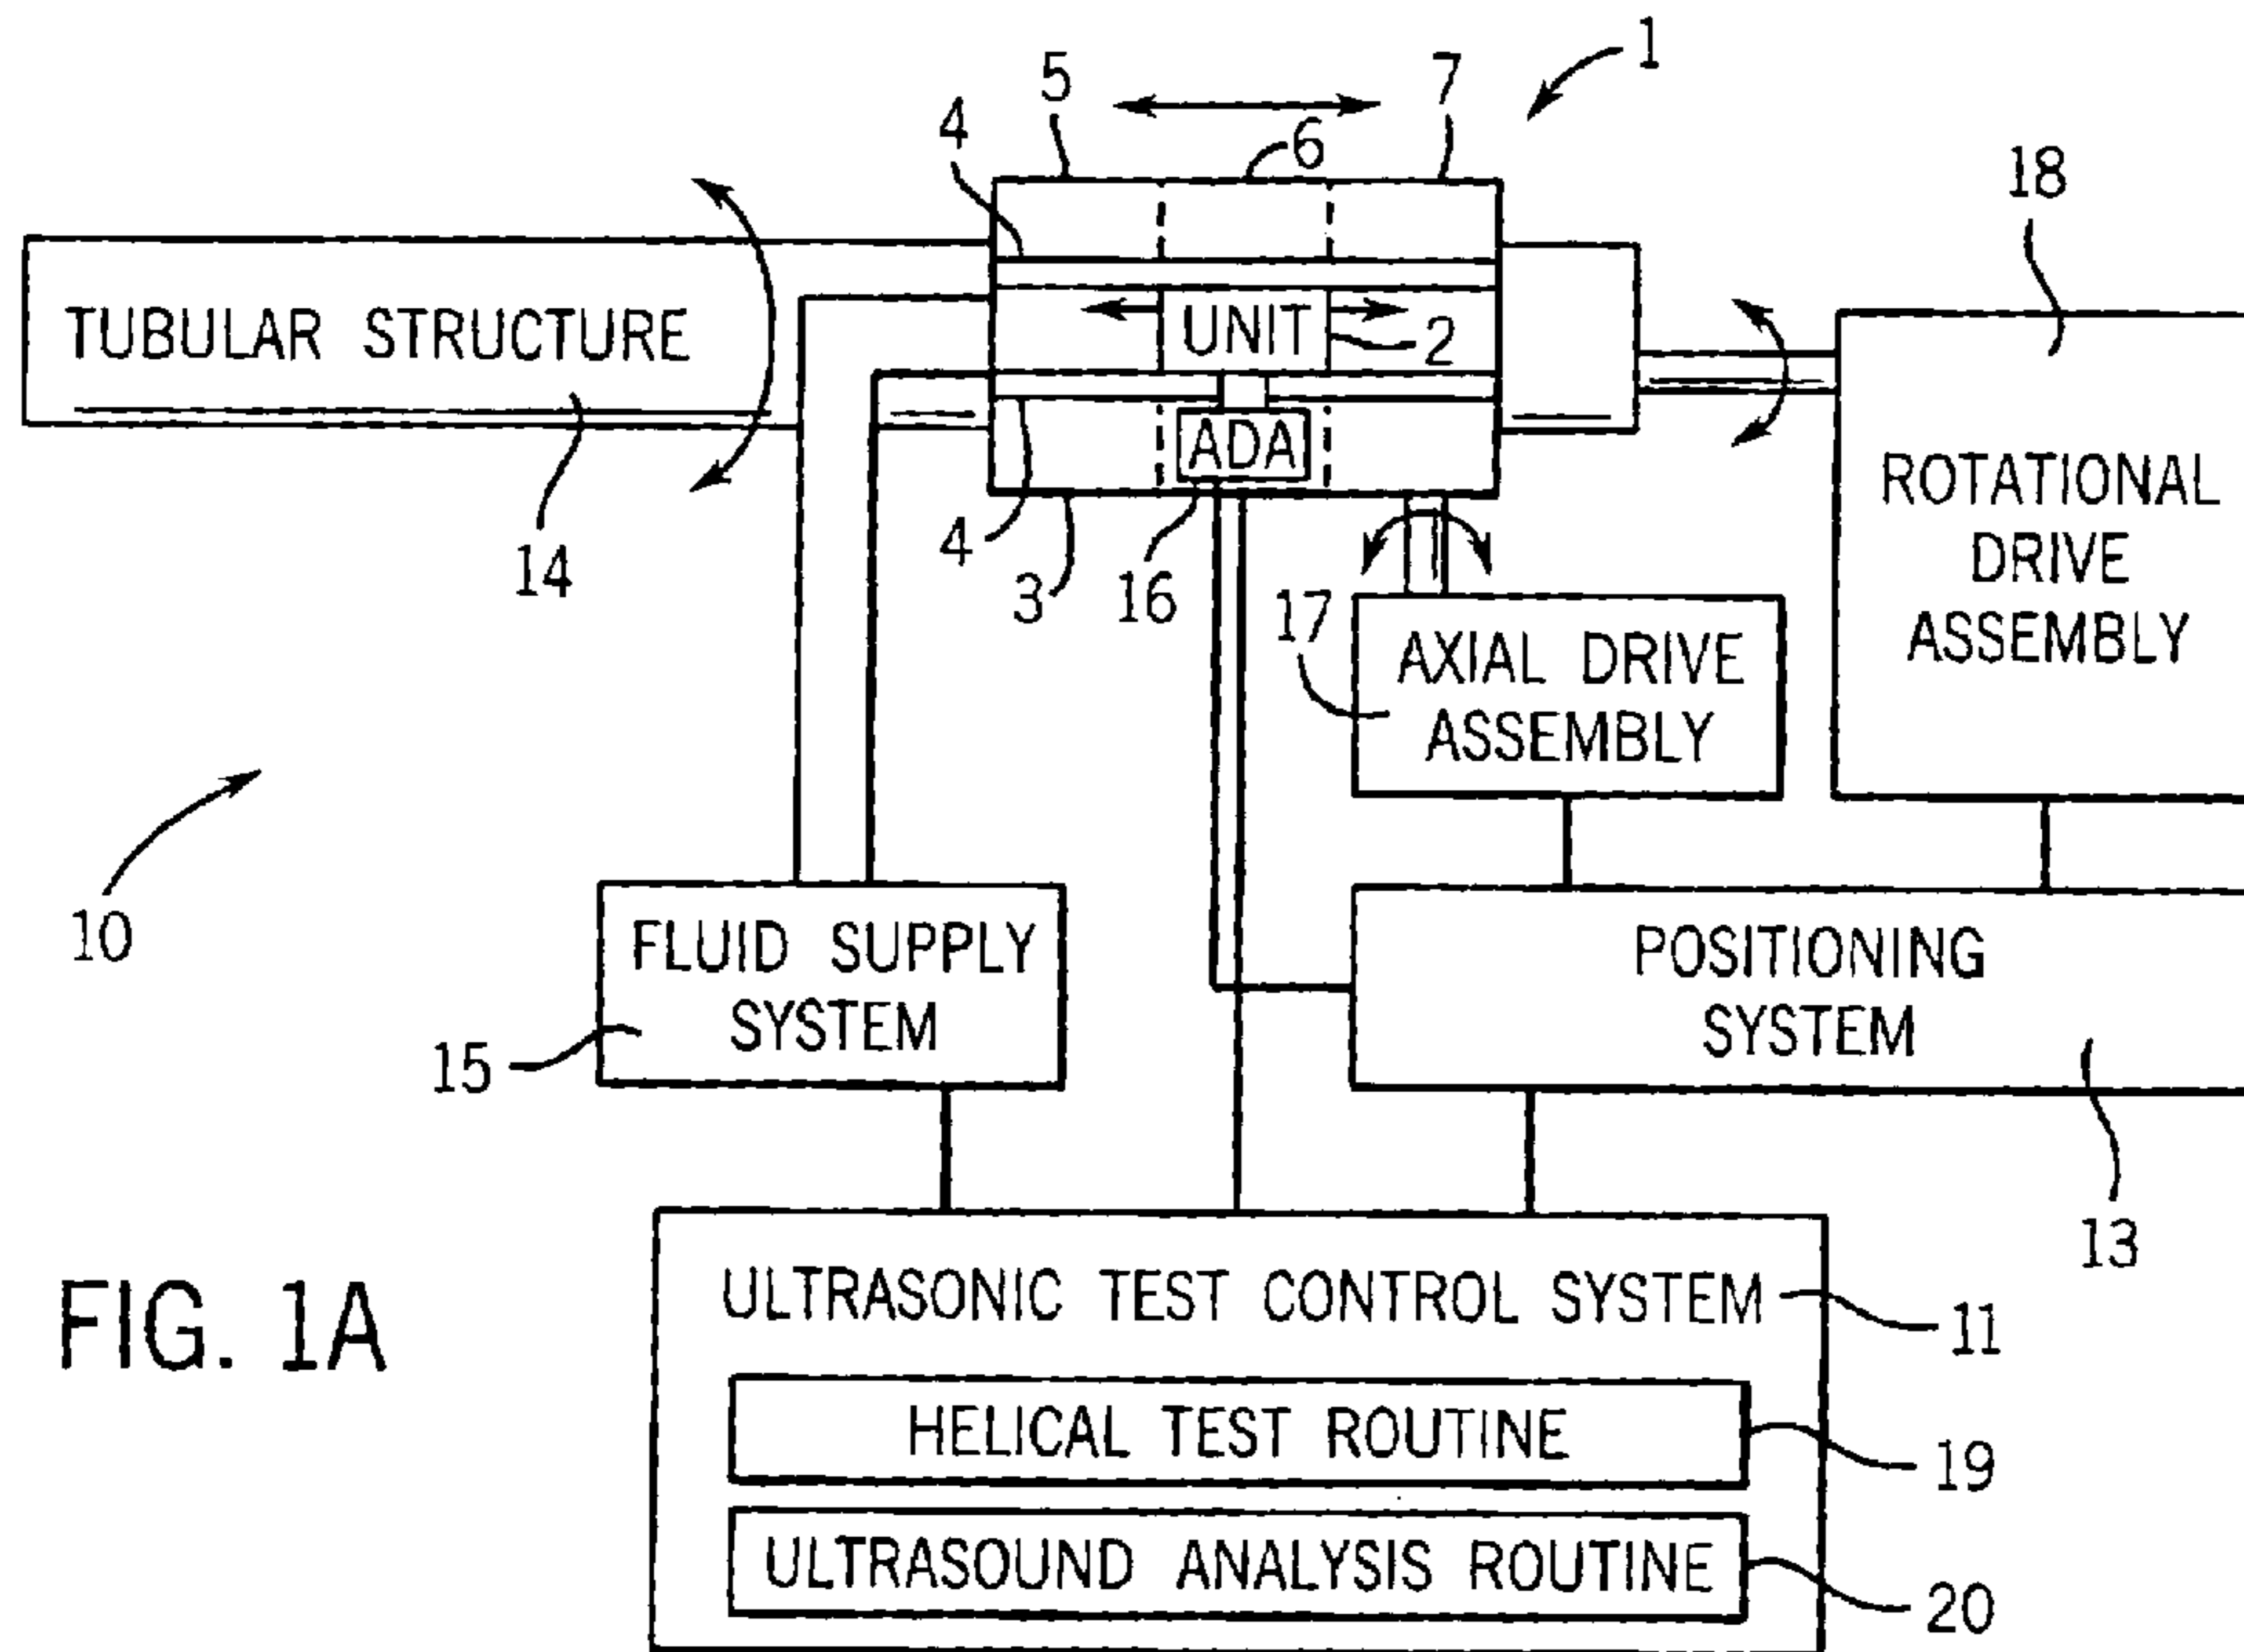 1
5
7
4
6
18
TUBULAR STRUCTURE
UNIT
2
ADA
ROTATIONAL
DRIVE
ASSEMBLY
14
4
3
16
17
AXIAL DRIVE
ASSEMBLY
10
FLUID SUPPLY
SYSTEM
POSITIONING
SYSTEM
15
13
ULTRASONIC TEST CONTROL SYSTEM
11
FIG. 1A
HELICAL TEST ROUTINE
19
ULTRASOUND ANALYSIS ROUTINE
20